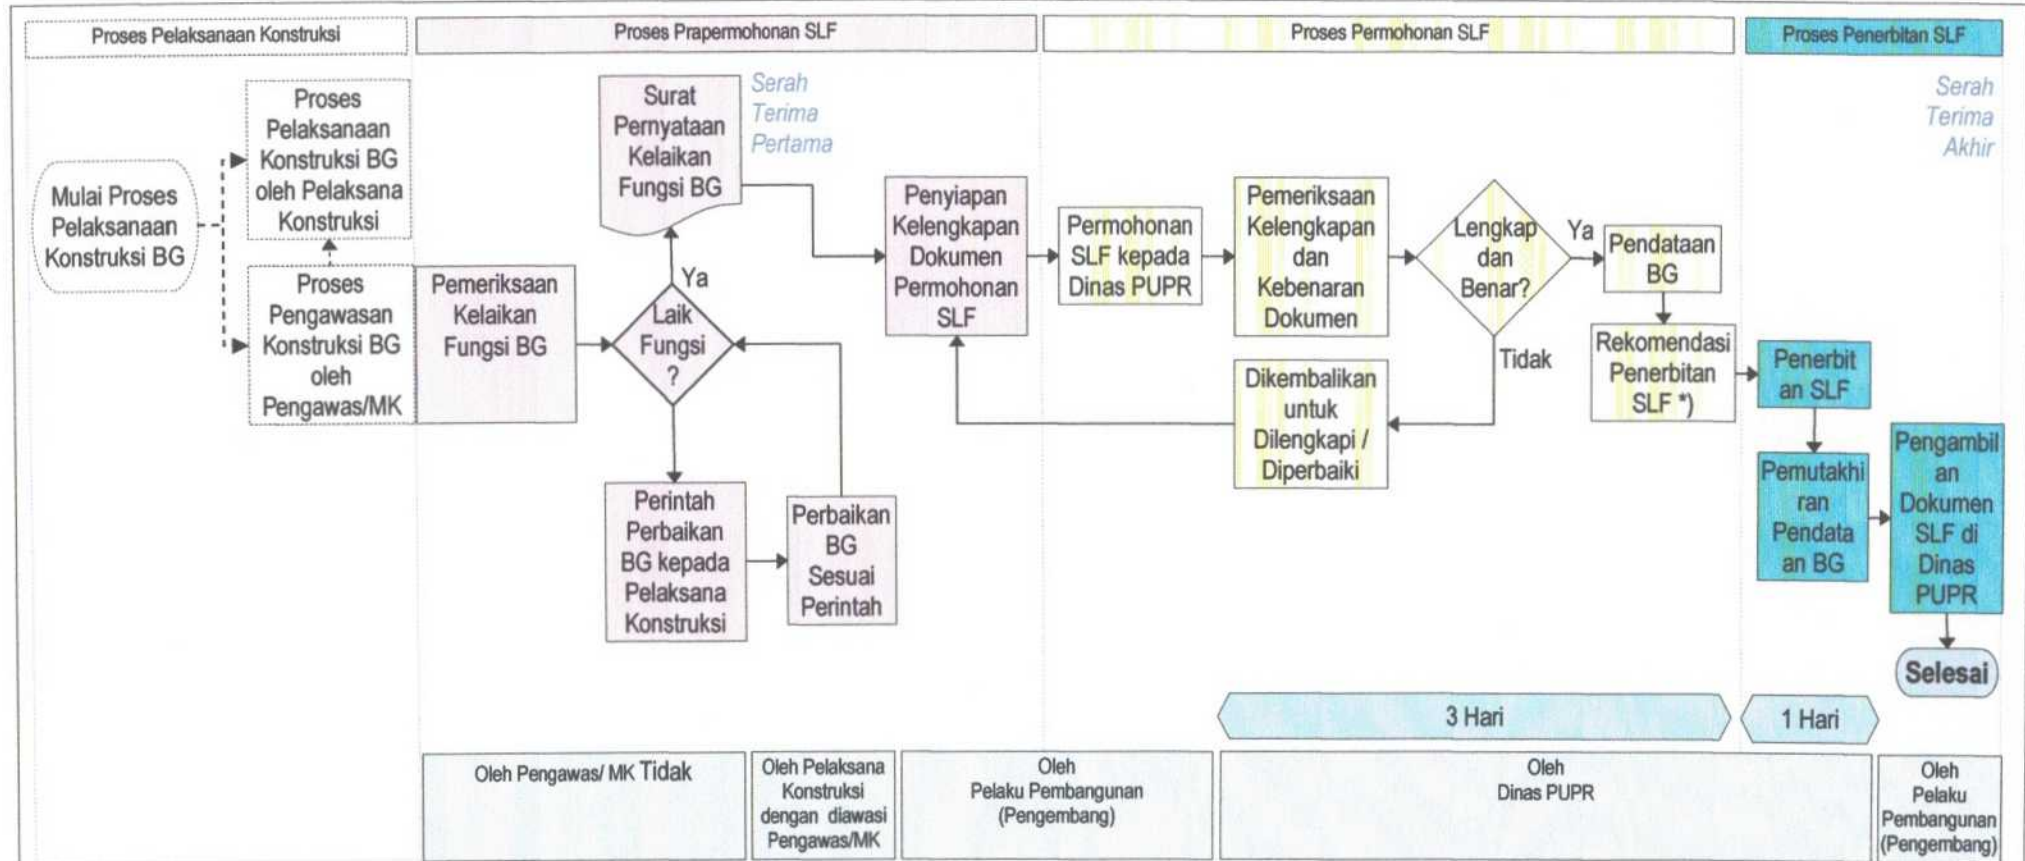 Proses Pelaksanaan Konstruksi
Proses Prapermohonan SLF
Proses Permohonan SLF
Proses Penerbitan SLF
Mulai Proses
Pelaksanaan
Konstruksi BG
Proses
Pelaksanaan
Konstruksi BG
oleh Pelaksana
Konstruksi
Proses
Pengawasan
Konstruksi BG
oleh
Pengawas/MK
Pemeriksaan
Kelaikan
Fungsi BG
Surat
Pernyataan
Kelaikan
Fungsi BG
Serah
Terima
Pertama
Ya
Laik
Fungsi
?
Perintah
Perbaikan
BG kepada
Pelaksana
Konstruksi
Perbaikan
BG
Sesuai
Perintah
Penyiapan
Kelengkapan
Dokumen
Permohonan
SLF
Permohonan
SLF kepada
Dinas PUPR
Pemeriksaan
Kelengkapan
dan
Kebenaran
Dokumen
Lengkap
dan
Benar?
Ya
Tidak
Dikembalikan
untuk
Dilengkapi /
Diperbaiki
Pendataan
BG
Rekomendasi
Penerbitan
SLF *)
Serah
Terima
Akhir
Penerbit
an SLF
Pemutakhi
ran
Pendata
an BG
Pengambil
an
Dokumen
SLF di
Dinas
PUPR
Selesai
3 Hari
1 Hari
Oleh Pengawas/ MK Tidak
Oleh Pelaksana
Konstruksi
dengan diawasi
Pengawas/MK
Oleh
Pelaku Pembangunan
(Pengembang)
Oleh
Dinas PUPR
Oleh
Pelaku
Pembangunan
(Pengembang)